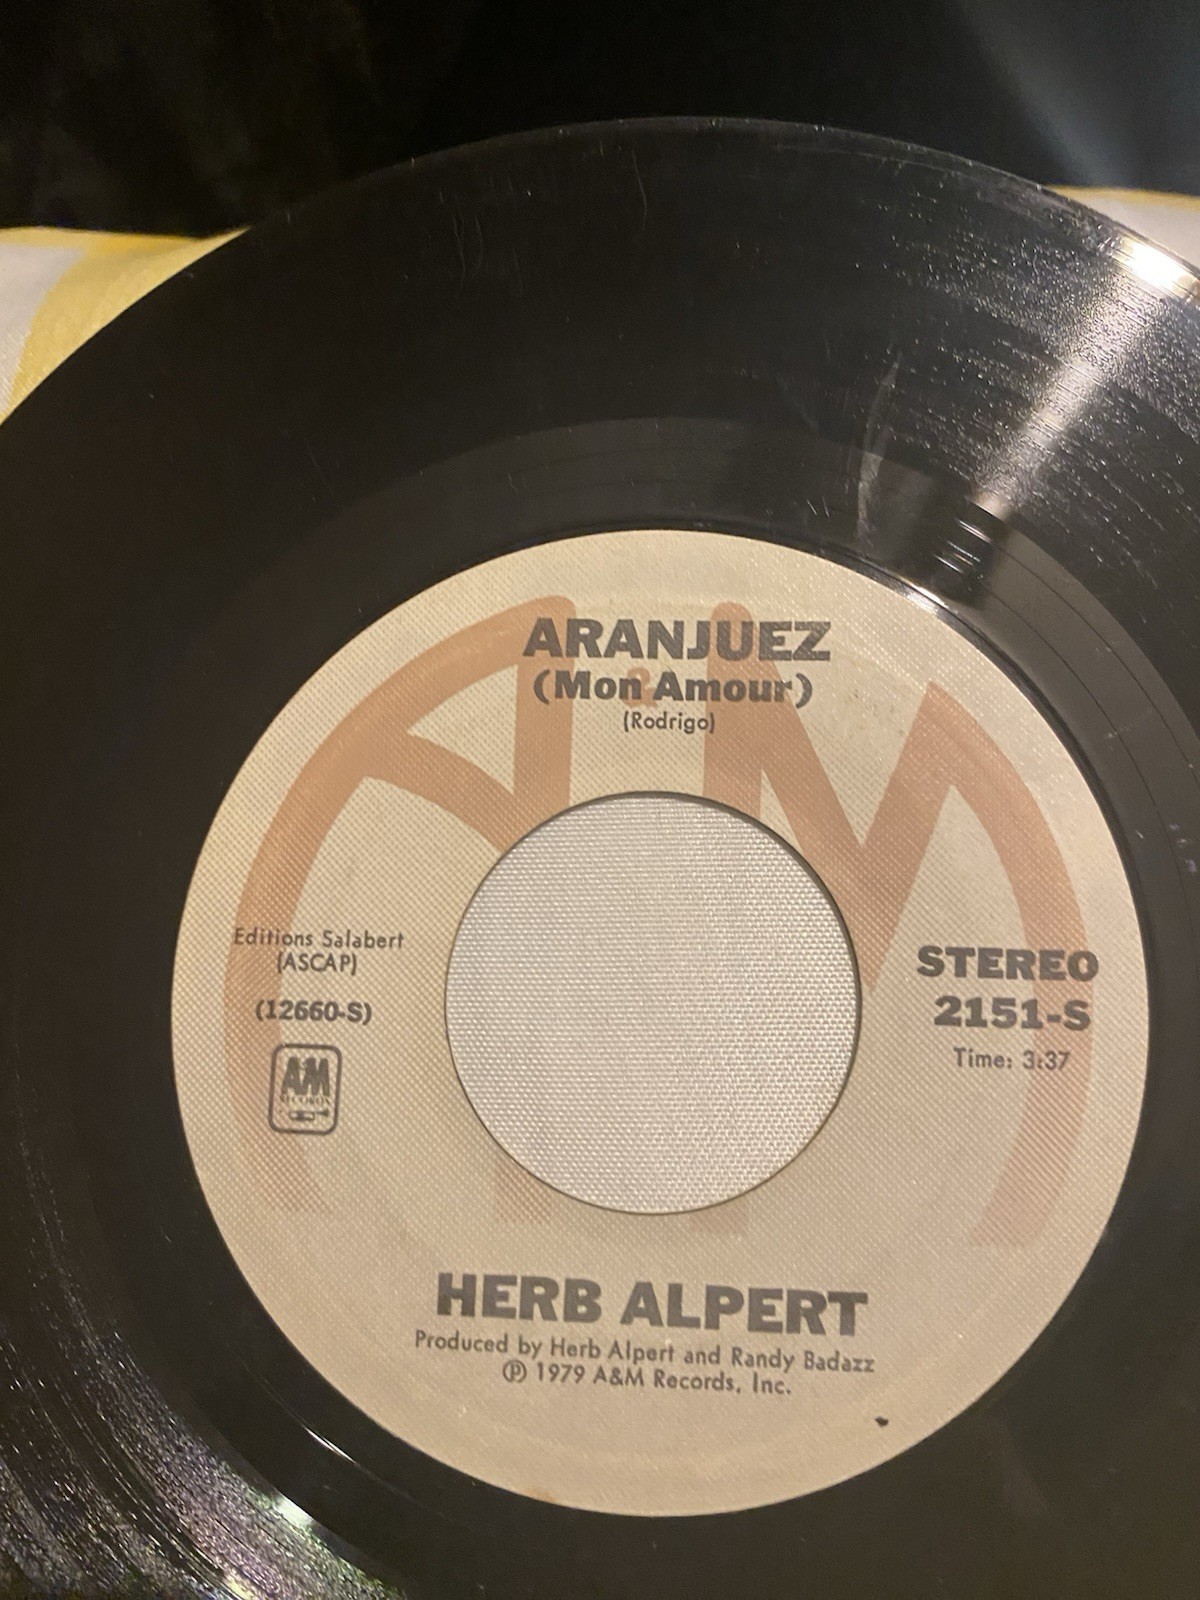 ARANJUEZ
(Mon Amour)
(Rodrigo)
Editions Salabert
(ASCAP)
(12660-S)
A&M
RECORDS
STEREO
2151-S
Time: 3:37
HERB ALPERT
Produced by Herb Alpert and Randy Badazz
℗ 1979 A&M Records, Inc.